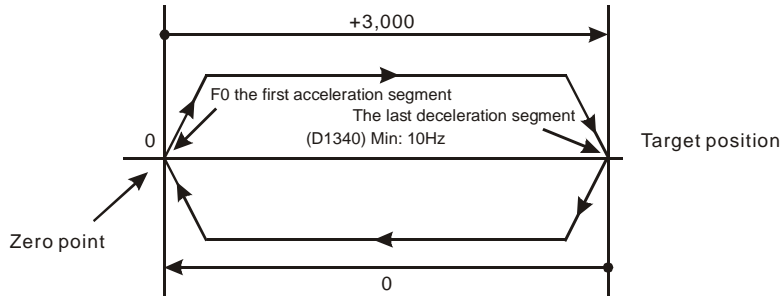 +3,000
F0 the first acceleration segment
The last deceleration segment
0
(D1340) Min: 10Hz
Target position
Zero point
0